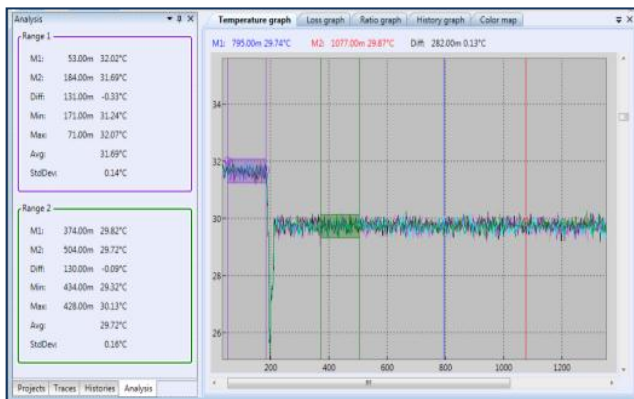 Analysis
Range 1
M1: 53.00m 32.02°C
M2: 184.00m 31.69°C
Diff: 131.00m -0.33°C
Min: 171.00m 31.24°C
Max: 71.00m 32.07°C
Avg: 31.69°C
StdDev: 0.14°C
Range 2
M1: 374.00m 29.82°C
M2: 504.00m 29.72°C
Diff: 130.00m -0.09°C
Min: 434.00m 29.32°C
Max: 428.00m 30.13°C
Avg: 29.72°C
StdDev: 0.16°C
Projects Traces Histories Analysis
Temperature graph Loss graph Ratio graph History graph Color map
M1: 795.00m 29.74°C M2: 1077.00m 29.87°C Diff: 282.00m 0.13°C
34
32
30
28
26
200 400 600 800 1000 1200